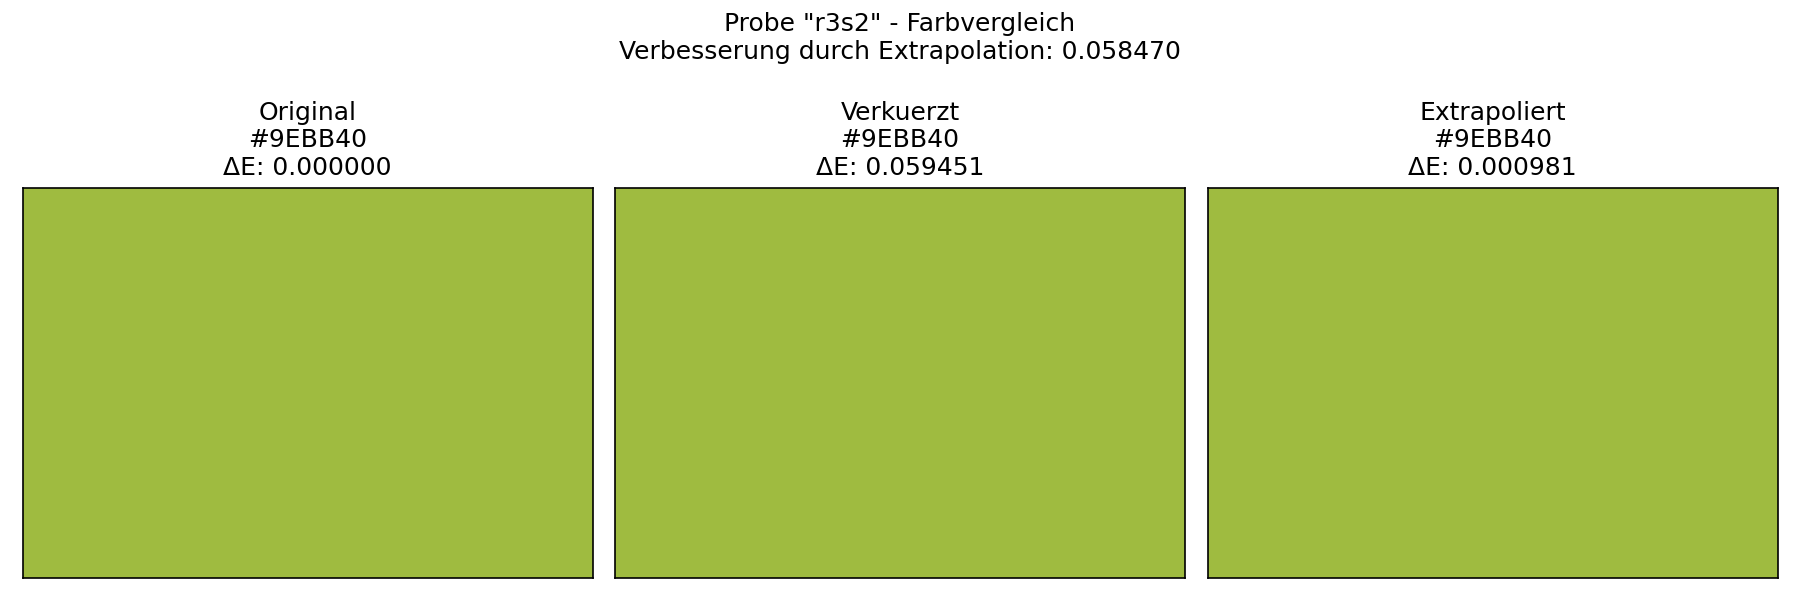 Probe "r3s2" - Farbvergleich
Verbesserung durch Extrapolation: 0.058470
Original
#9EBB40
ΔE: 0.000000
Verkuerzt
#9EBB40
ΔE: 0.059451
Extrapoliert
#9EBB40
ΔE: 0.000981